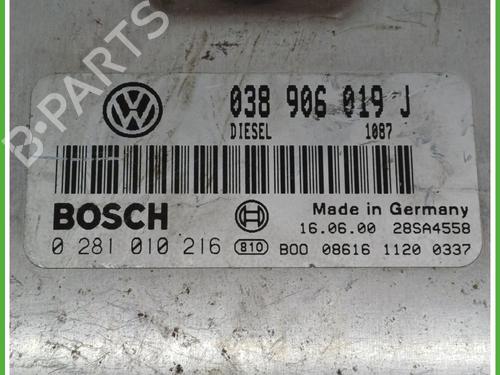 B-PARTS
038 906 019 J
DIESEL 1087
BOSCH
Made in Germany
16.06.00 28SA4558
0 281 010 216 810 B00 08616 1120 0337